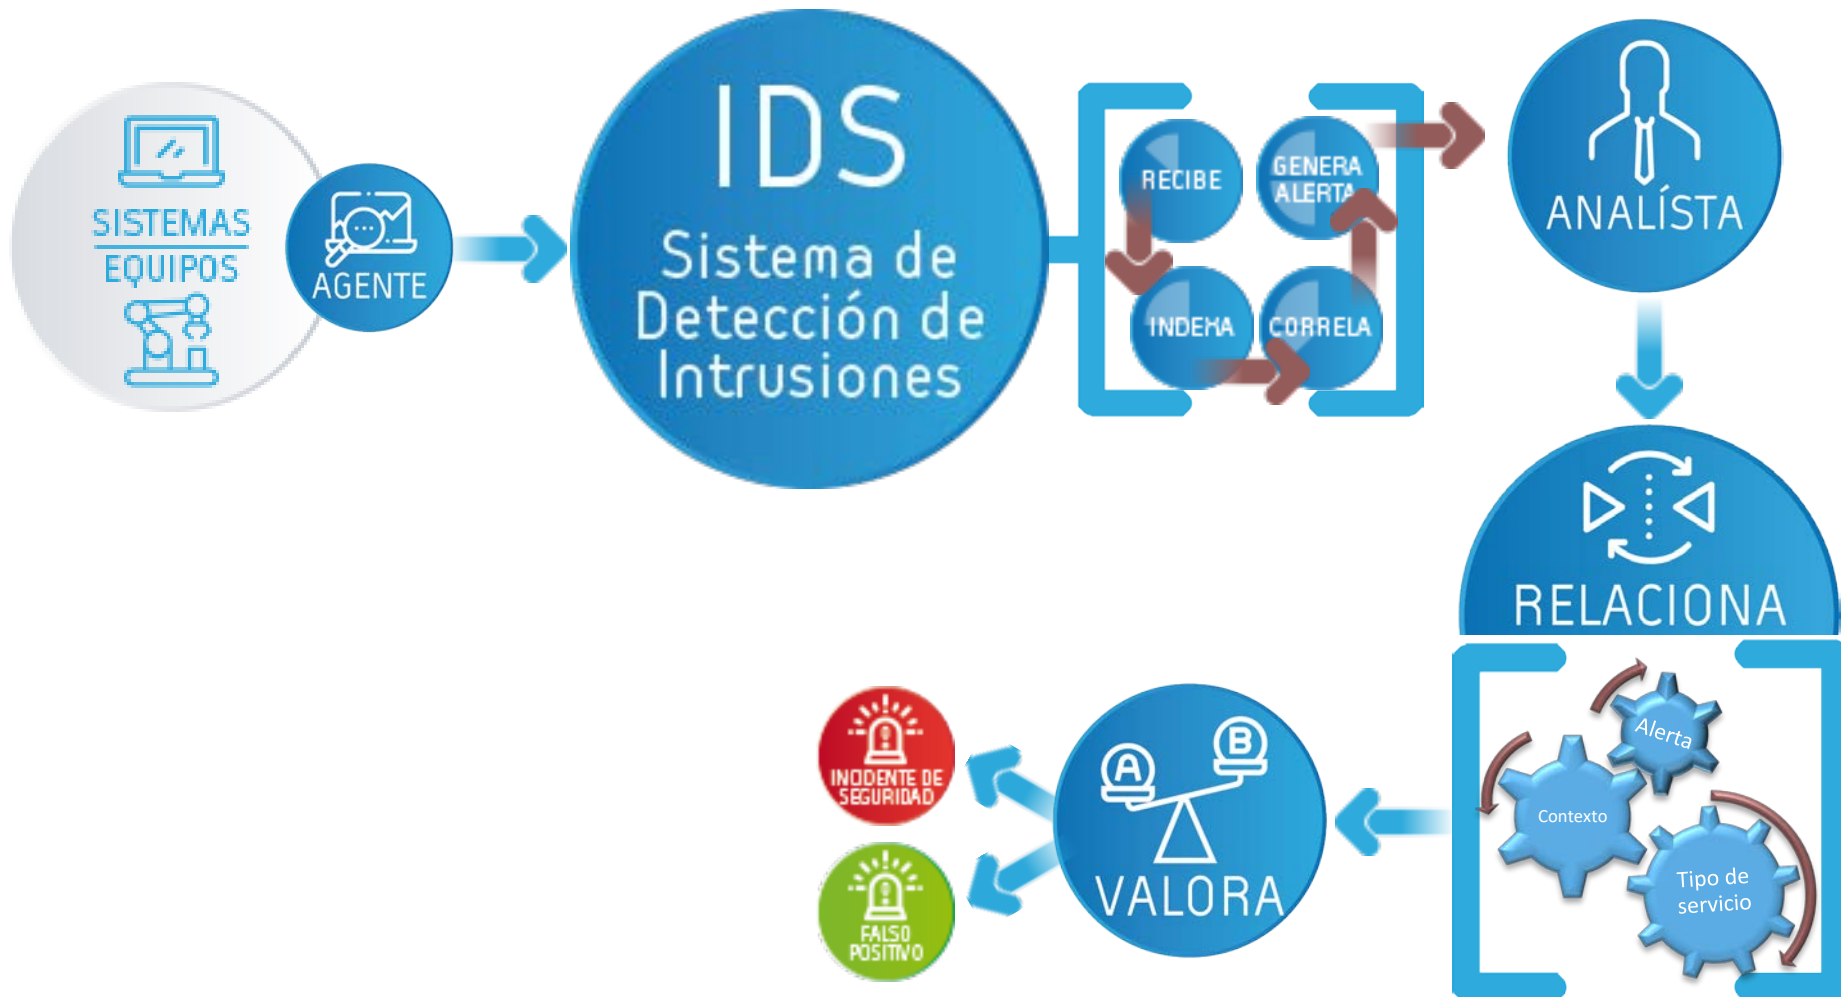 SISTEMAS
EQUIPOS
AGENTE
IDS
Sistema de
Detección de
Intrusiones
RECIBE
INDEXA
CORRELA
GENERA
ALERTA
ANALÍSTA
RELACIONA
Alerta
Contexto
Tipo de
servicio
VALORA
A
B
INCIDENTE DE
SEGURIDAD
FALSO
POSITIVO